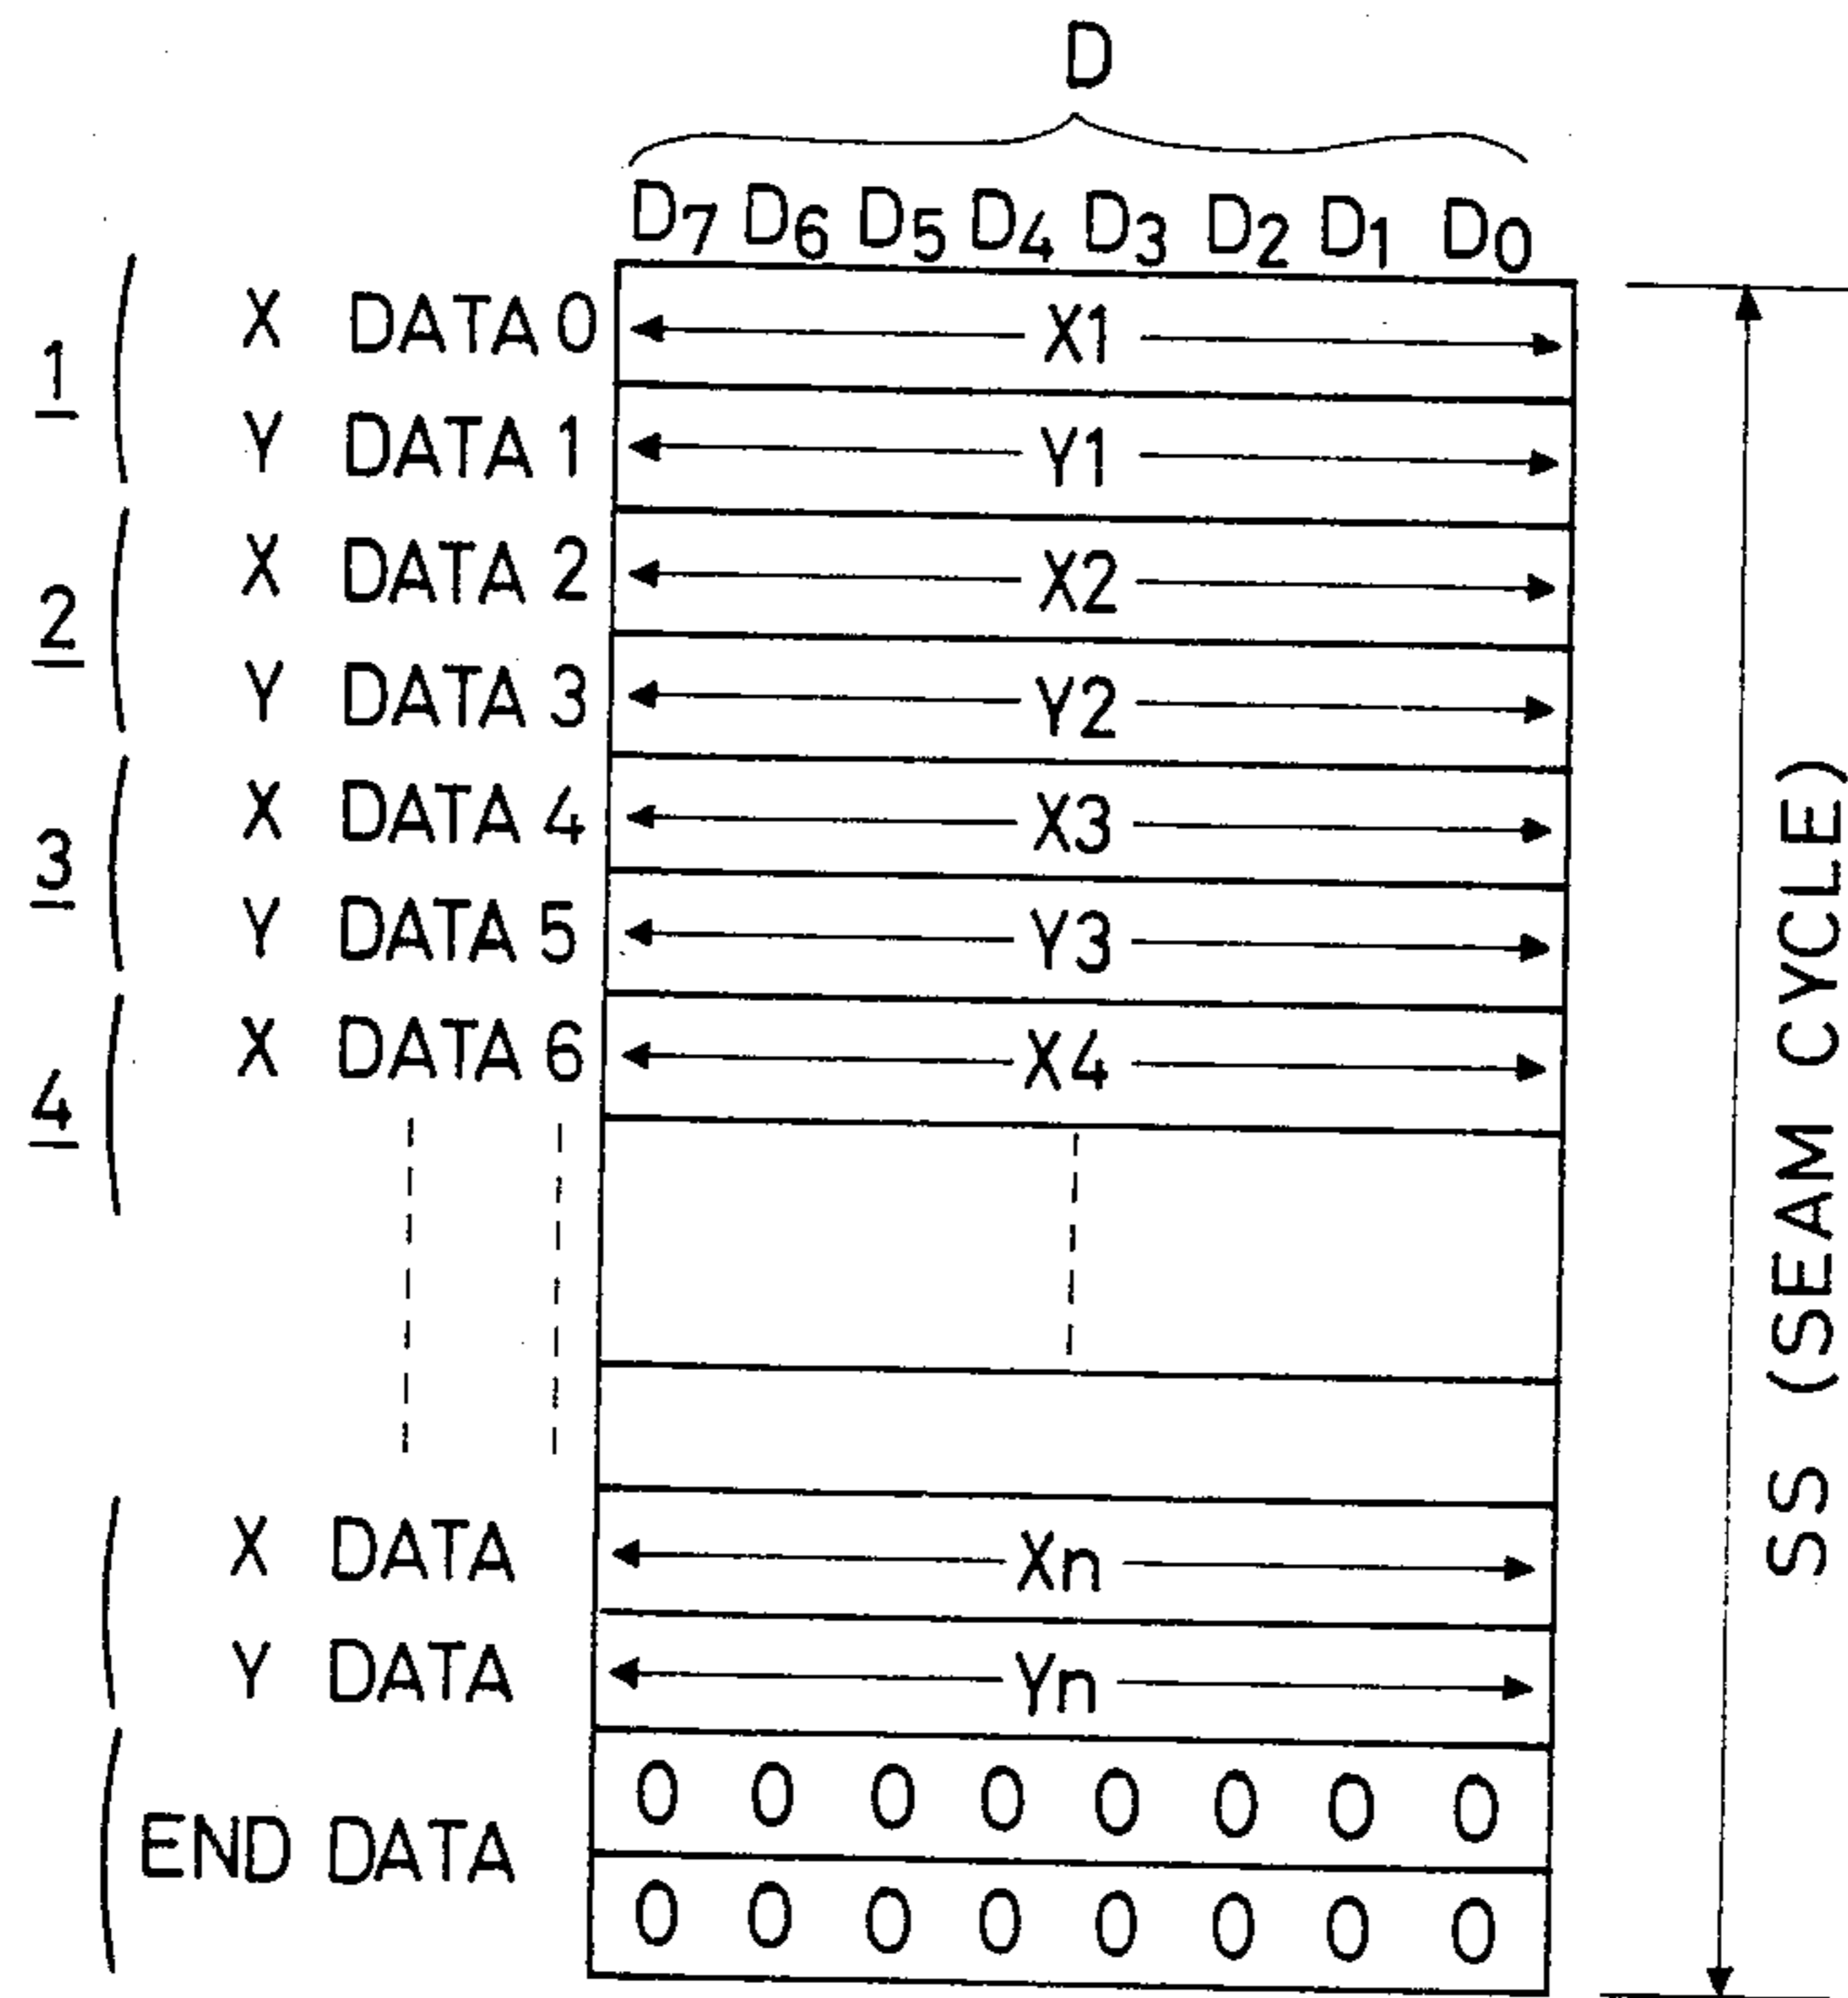 D
D7 D6 D5 D4 D3 D2 D1 D0
1
X DATA 0 X1
Y DATA 1 Y1
2
X DATA 2 X2
Y DATA 3 Y2
3
X DATA 4 X3
Y DATA 5 Y3
4
X DATA 6 X4
X DATA Xn
Y DATA Yn
END DATA
0 0 0 0 0 0 0 0
0 0 0 0 0 0 0 0
SS (SEAM CYCLE)